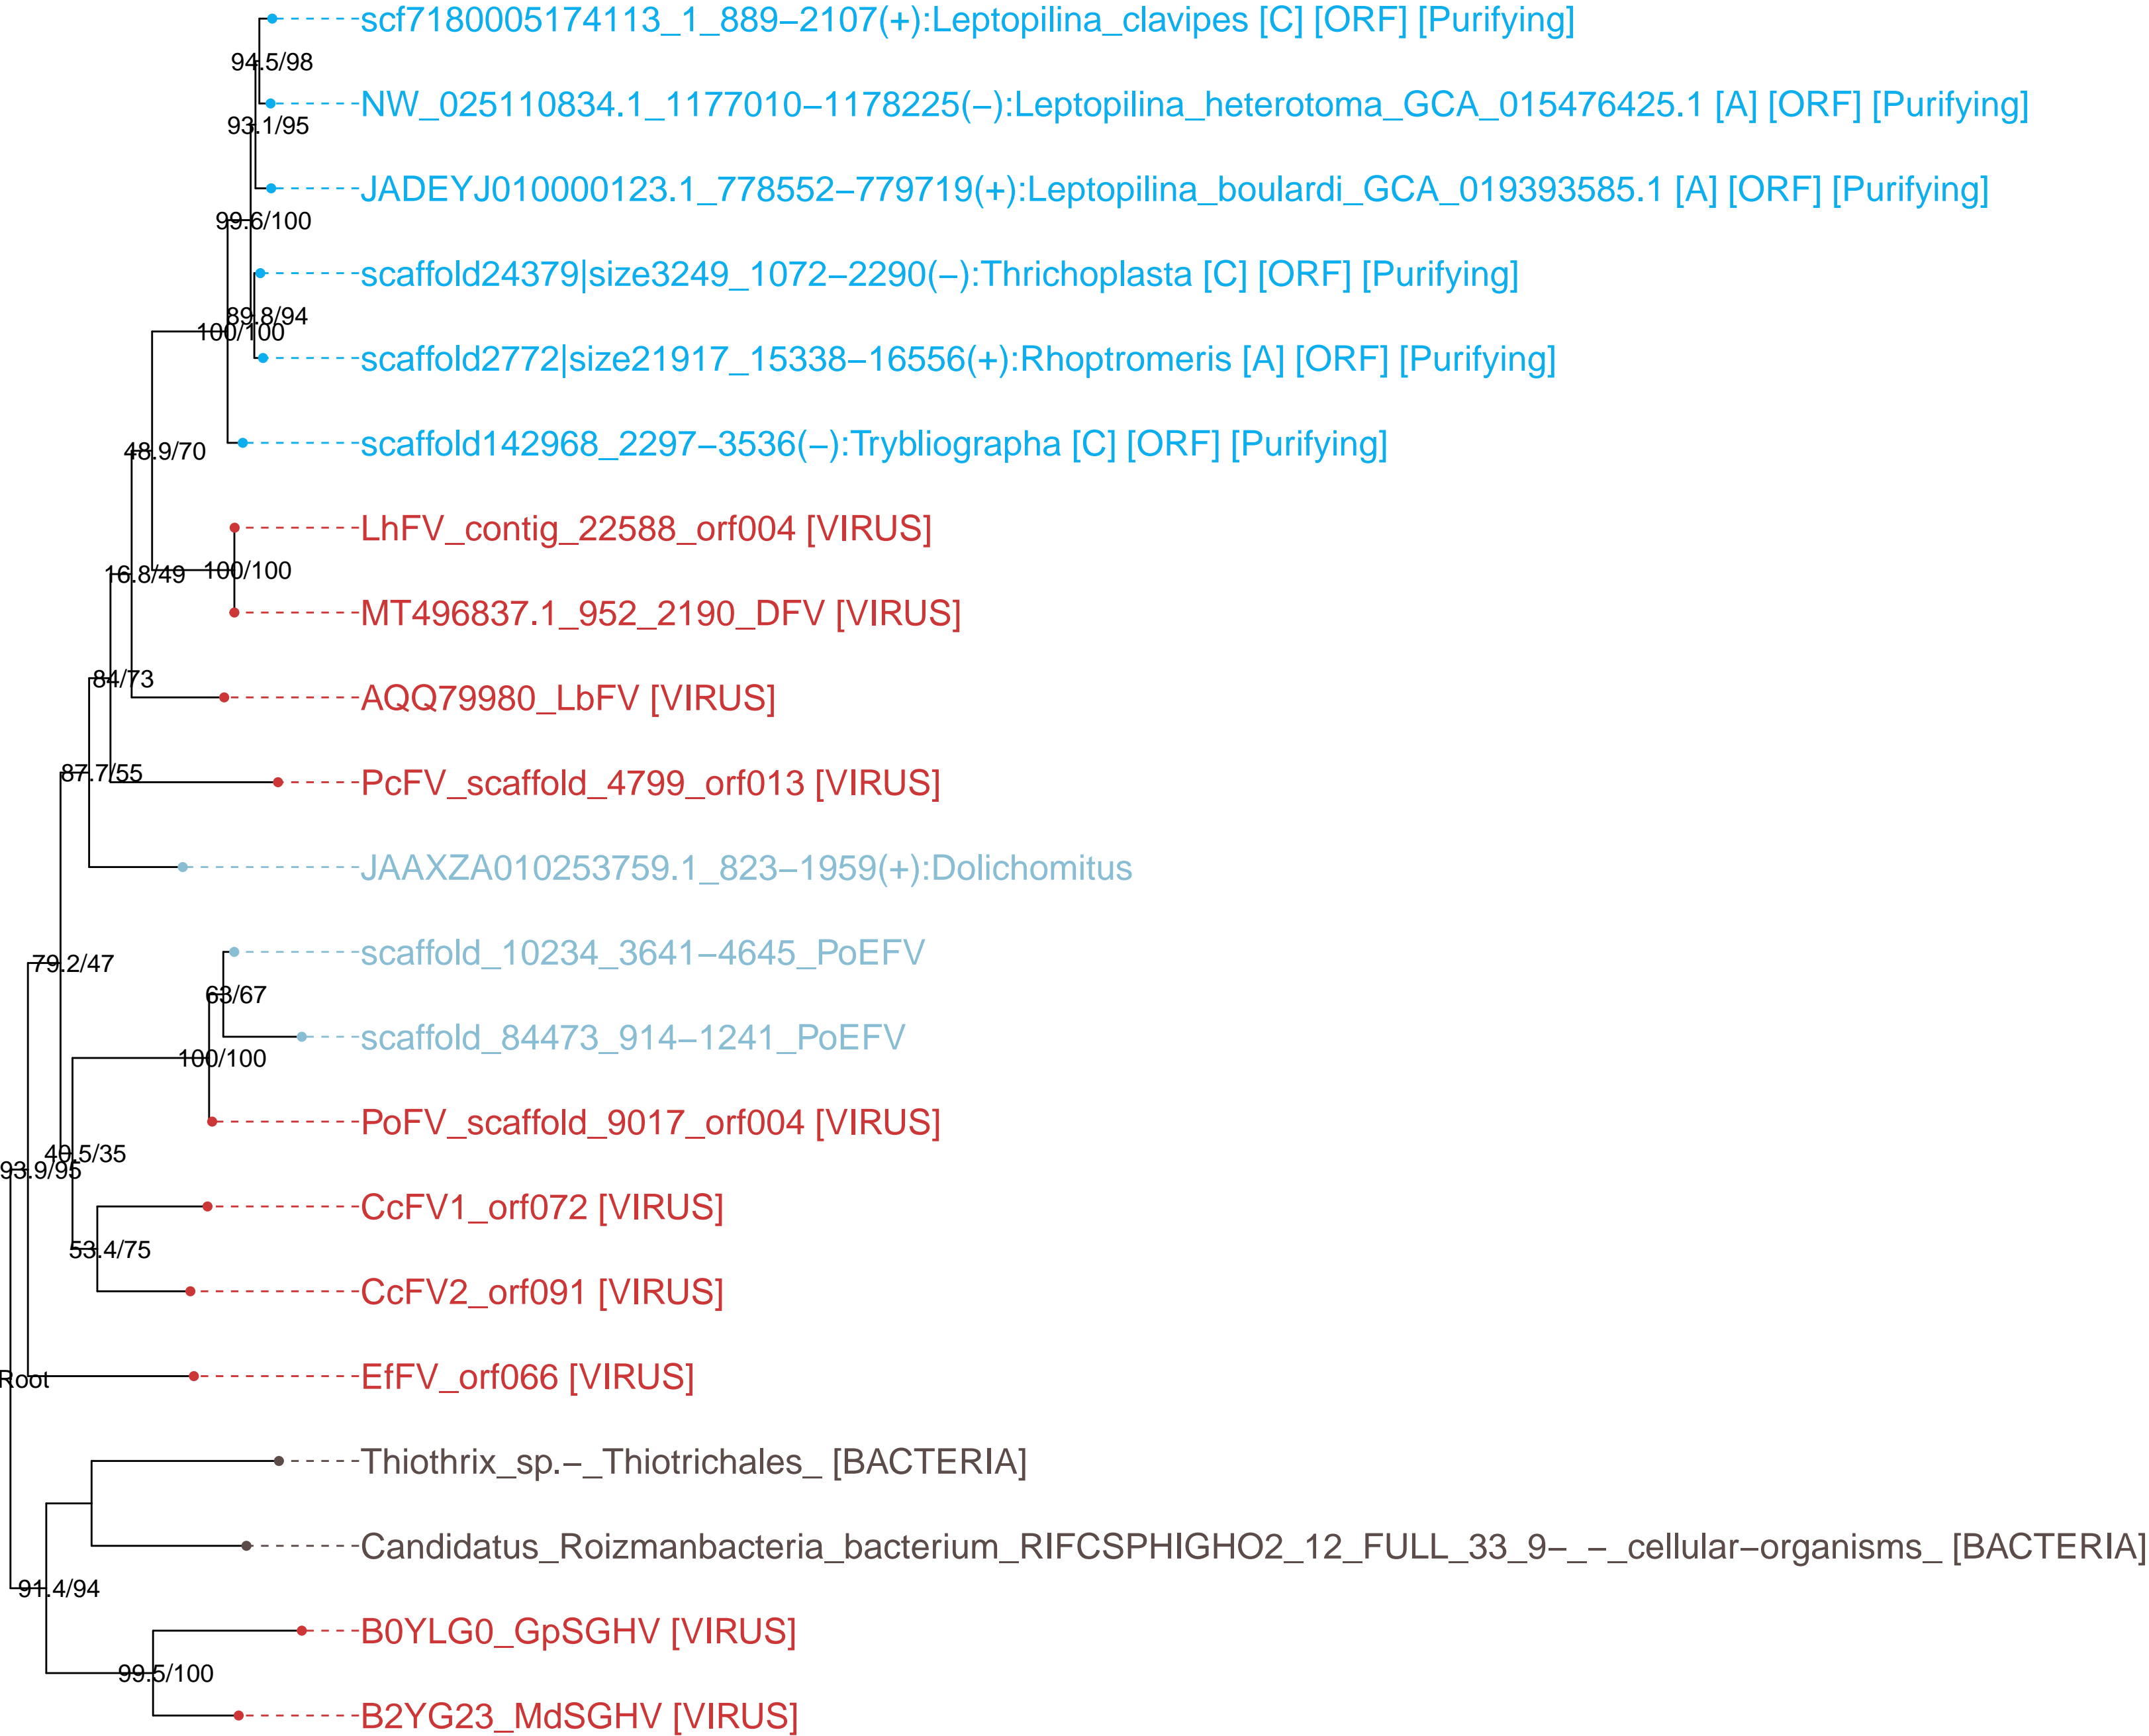 scf7180005174113_1_889−2107(+):Leptopilina_clavipes [C] [ORF] [Purifying]
94.5/98
NW_025110834.1_1177010−1178225(−):Leptopilina_heterotoma_GCA_015476425.1 [A] [ORF] [Purifying]
93.1/95
JADEYJ010000123.1_778552−779719(+):Leptopilina_boulardi_GCA_019393585.1 [A] [ORF] [Purifying]
99.6/100
scaffold24379|size3249_1072−2290(−):Thrichoplasta [C] [ORF] [Purifying]
89.8/94
100/100
scaffold2772|size21917_15338−16556(+):Rhoptromeris [A] [ORF] [Purifying]
scaffold142968_2297−3536(−):Trybliographa [C] [ORF] [Purifying]
48.9/70
LhFV_contig_22588_orf004 [VIRUS]
100/100
16.8/49
MT496837.1_952_2190_DFV [VIRUS]
84/73
AQQ79980_LbFV [VIRUS]
87.7/55
PcFV_scaffold_4799_orf013 [VIRUS]
JAAXZA010253759.1_823−1959(+):Dolichomitus
scaffold_10234_3641−4645_PoEFV
79.2/47
63/67
scaffold_84473_914−1241_PoEFV
100/100
PoFV_scaffold_9017_orf004 [VIRUS]
40.5/35
93.9/95
CcFV1_orf072 [VIRUS]
53.4/75
CcFV2_orf091 [VIRUS]
EfFV_orf066 [VIRUS]
Root
Thiothrix_sp.−_Thiotrichales_ [BACTERIA]
Candidatus_Roizmanbacteria_bacterium_RIFCSPHIGHO2_12_FULL_33_9−_−_cellular−organisms_ [BACTERIA]
91.4/94
B0YLG0_GpSGHV [VIRUS]
99.5/100
B2YG23_MdSGHV [VIRUS]